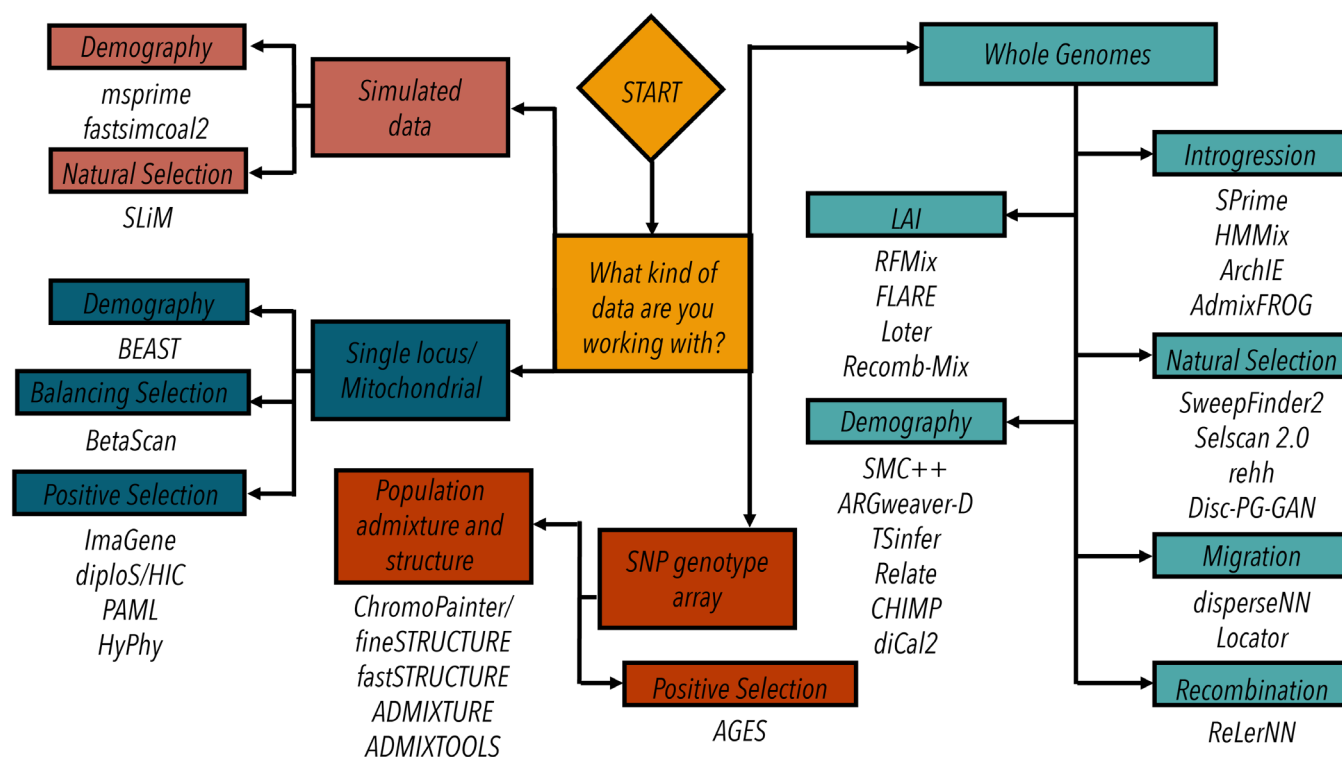 START
What kind of
data are you
working with?
Simulated
data
Demography
msprime
fastsimcoal2
Natural Selection
SLiM
Single locus/
Mitochondrial
Demography
BEAST
Balancing Selection
BetaScan
Positive Selection
ImaGene
diploS/HIC
PAML
HyPhy
SNP genotype
array
Population
admixture and
structure
ChromoPainter/
fineSTRUCTURE
fastSTRUCTURE
ADMIXTURE
ADMIXTOOLS
Positive Selection
AGES
Whole Genomes
LAI
RFMix
FLARE
Loter
Recomb-Mix
Demography
SMC++
ARGweaver-D
TSinfer
Relate
CHIMP
diCal2
Introgression
SPrime
HMMix
ArchIE
AdmixFROG
Natural Selection
SweepFinder2
Selscan 2.0
rehh
Disc-PG-GAN
Migration
disperseNN
Locator
Recombination
ReLerNN